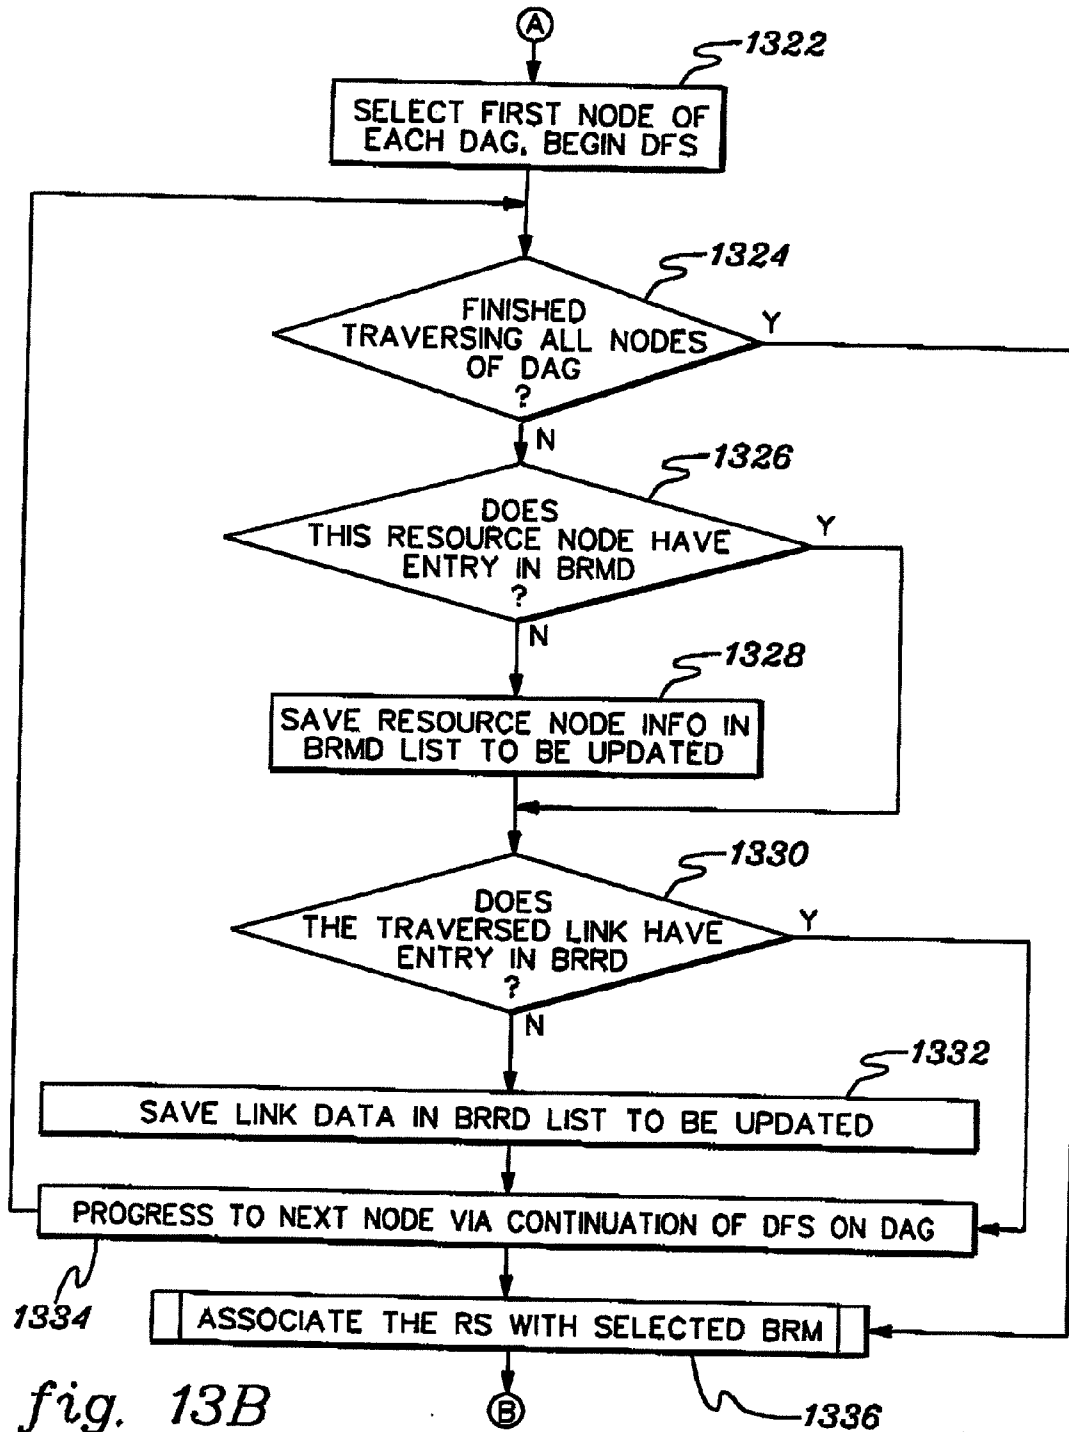 A
1322
SELECT FIRST NODE OF
EACH DAG. BEGIN DFS
1324
FINISHED
TRAVERSING ALL NODES
OF DAG
?
Y
N
1326
DOES
THIS RESOURCE NODE HAVE
ENTRY IN BRMD
?
Y
N
1328
SAVE RESOURCE NODE INFO IN
BRMD LIST TO BE UPDATED
1330
DOES
THE TRAVERSED LINK HAVE
ENTRY IN BRRD
?
Y
N
1332
SAVE LINK DATA IN BRRD LIST TO BE UPDATED
PROGRESS TO NEXT NODE VIA CONTINUATION OF DFS ON DAG
1334
ASSOCIATE THE RS WITH SELECTED BRM
1336
B
fig. 13B